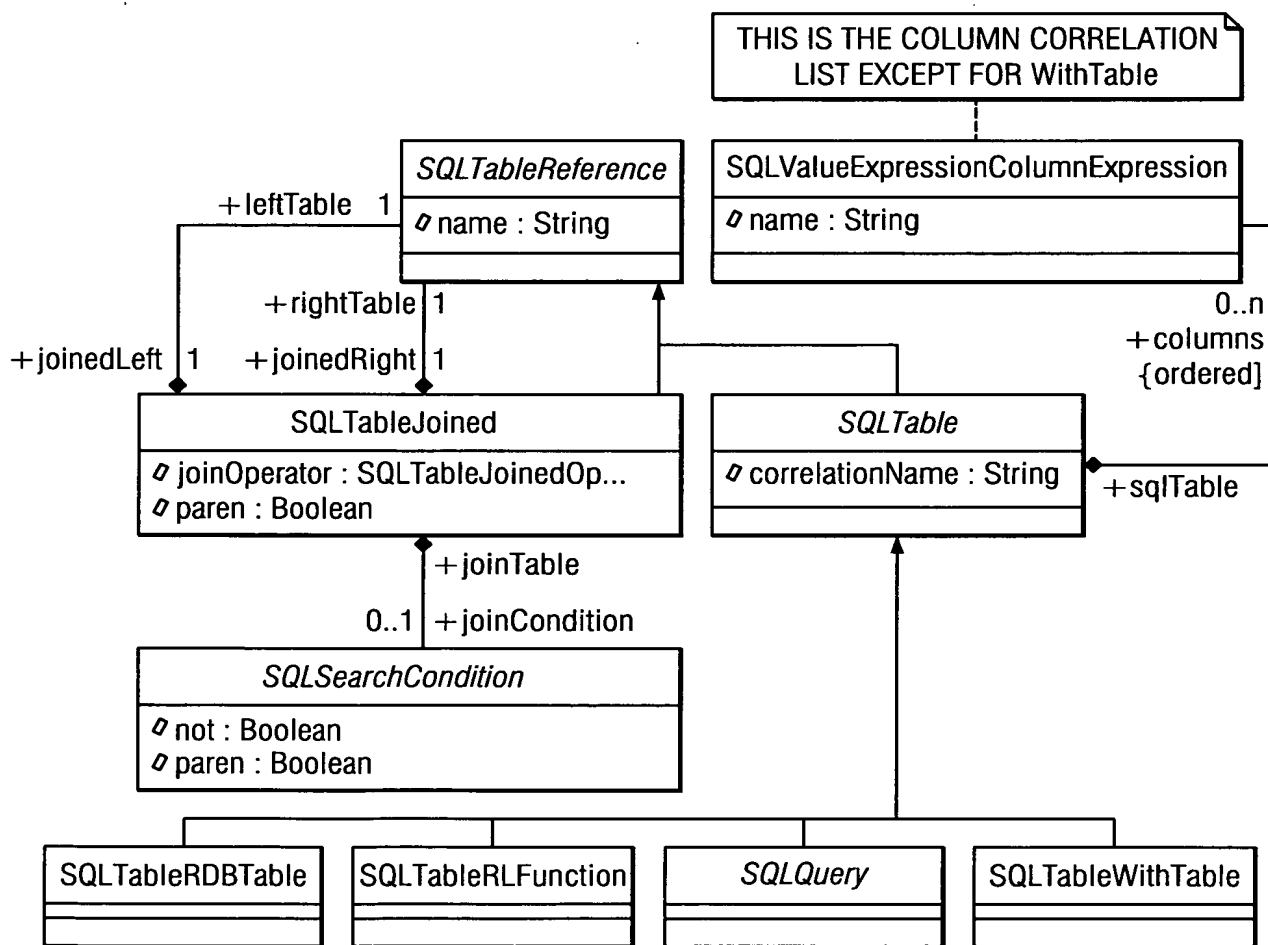 THIS IS THE COLUMN CORRELATION
LIST EXCEPT FOR WithTable
SQLTableReference
name : String
SQLValueExpressionColumnExpression
name : String
+leftTable 1
+rightTable 1
+joinedLeft 1
+joinedRight 1
0..n
+columns
{ordered]
SQLTableJoined
joinOperator : SQLTableJoinedOp...
paren : Boolean
SQLTable
correlationName : String
+sqlTable
+joinTable
0..1 +joinCondition
SQLSearchCondition
not : Boolean
paren : Boolean
SQLTableRDBTable
SQLTableRLFunction
SQLQuery
SQLTableWithTable